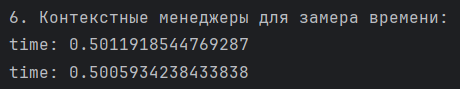 6. Контекстные менеджеры для замера времени:
time: 0.5011918544769287
time: 0.5005934238433838